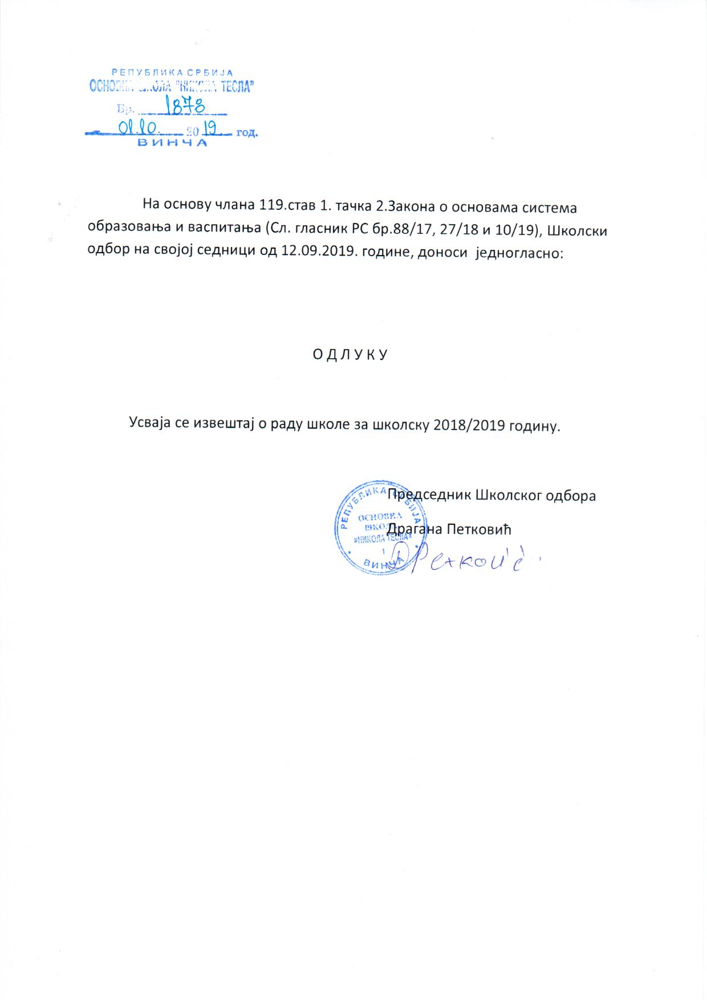 РЕПУБЛИКА СРБИЈА
ОСНОВНА ШКОЛА "НИКОЛА ТЕСЛА"
Бр. 1878
01.10. 2019 год.
ВИНЧА
На основу члана 119.став 1. тачка 2.Закона о основама система
образовања и васпитања (Сл. гласник РС бр.88/17, 27/18 и 10/19), Школски
одбор на својој седници од 12.09.2019. године, доноси  једногласно:
О Д Л У К У
Усваја се извештај о раду школе за школску 2018/2019 годину.
Председник Школског одбора
Драгана Петковић
РЕПУБЛИКА СРБИЈА
ОСНОВНА
ШКОЛА
»НИКОЛА ТЕСЛА«
1
ВИНЧА